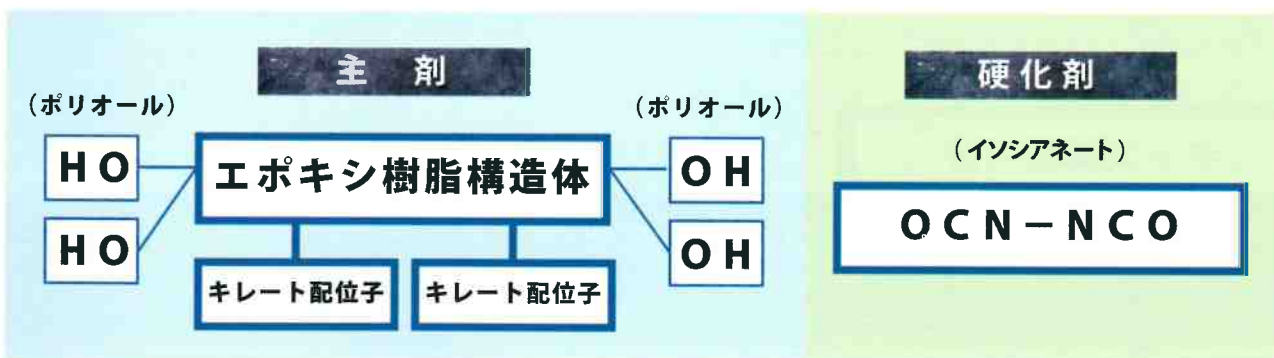 主 剤
硬化剤
(ポリオール)
(ポリオール)
(イソシアネート)
HO
エポキシ樹脂構造体
OH
OCN-NCO
HO
OH
キレート配位子
キレート配位子